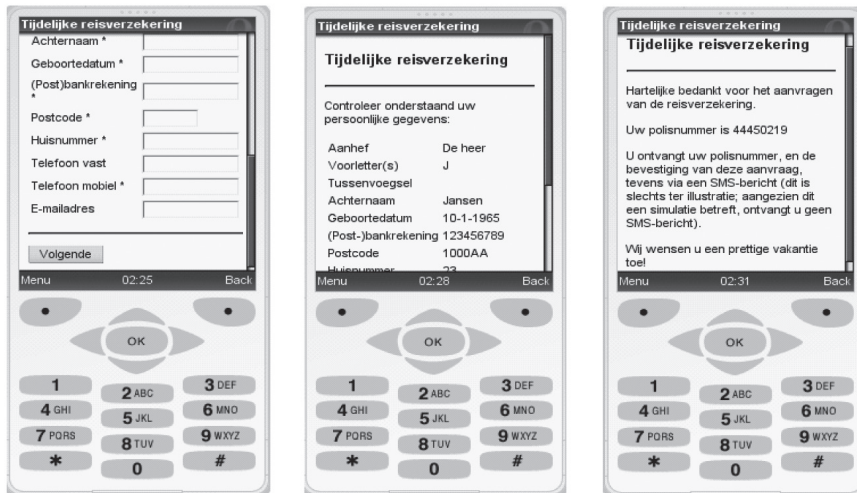 Tijdelijke reisverzekering
Achternaam *
Geboortedatum *
(Post)bankrekening
*
Postcode *
Huisnummer *
Telefoon vast
Telefoon mobiel *
E-mailadres
Volgende
Menu 02:25 Back
OK
1 2 ABC 3 DEF
4 GHI 5 JKL 6 MNO
7 PQRS 8 TUV 9 WXYZ
* 0 #
Tijdelijke reisverzekering
Tijdelijke reisverzekering
Controleer onderstaand uw
persoonlijke gegevens:
Aanhef De heer
Voorletter(s) J
Tussenvoegsel
Achternaam Jansen
Geboortedatum 10-1-1965
(Post-)bankrekening 123456789
Postcode 1000AA
Huisnummer 23
Menu 02:28 Back
OK
1 2 ABC 3 DEF
4 GHI 5 JKL 6 MNO
7 PQRS 8 TUV 9 WXYZ
* 0 #
Tijdelijke reisverzekering
Tijdelijke reisverzekering
Hartelijke bedankt voor het aanvragen
van de reisverzekering.
Uw polisnummer is 44450219
U ontvangt uw polisnummer, en de
bevestiging van deze aanvraag,
tevens via een SMS-bericht (dit is
slechts ter illustratie; aangezien dit
een simulatie betreft, ontvangt u geen
SMS-bericht).
Wij wensen u een prettige vakantie
toe!
Menu 02:31 Back
OK
1 2 ABC 3 DEF
4 GHI 5 JKL 6 MNO
7 PQRS 8 TUV 9 WXYZ
* 0 #